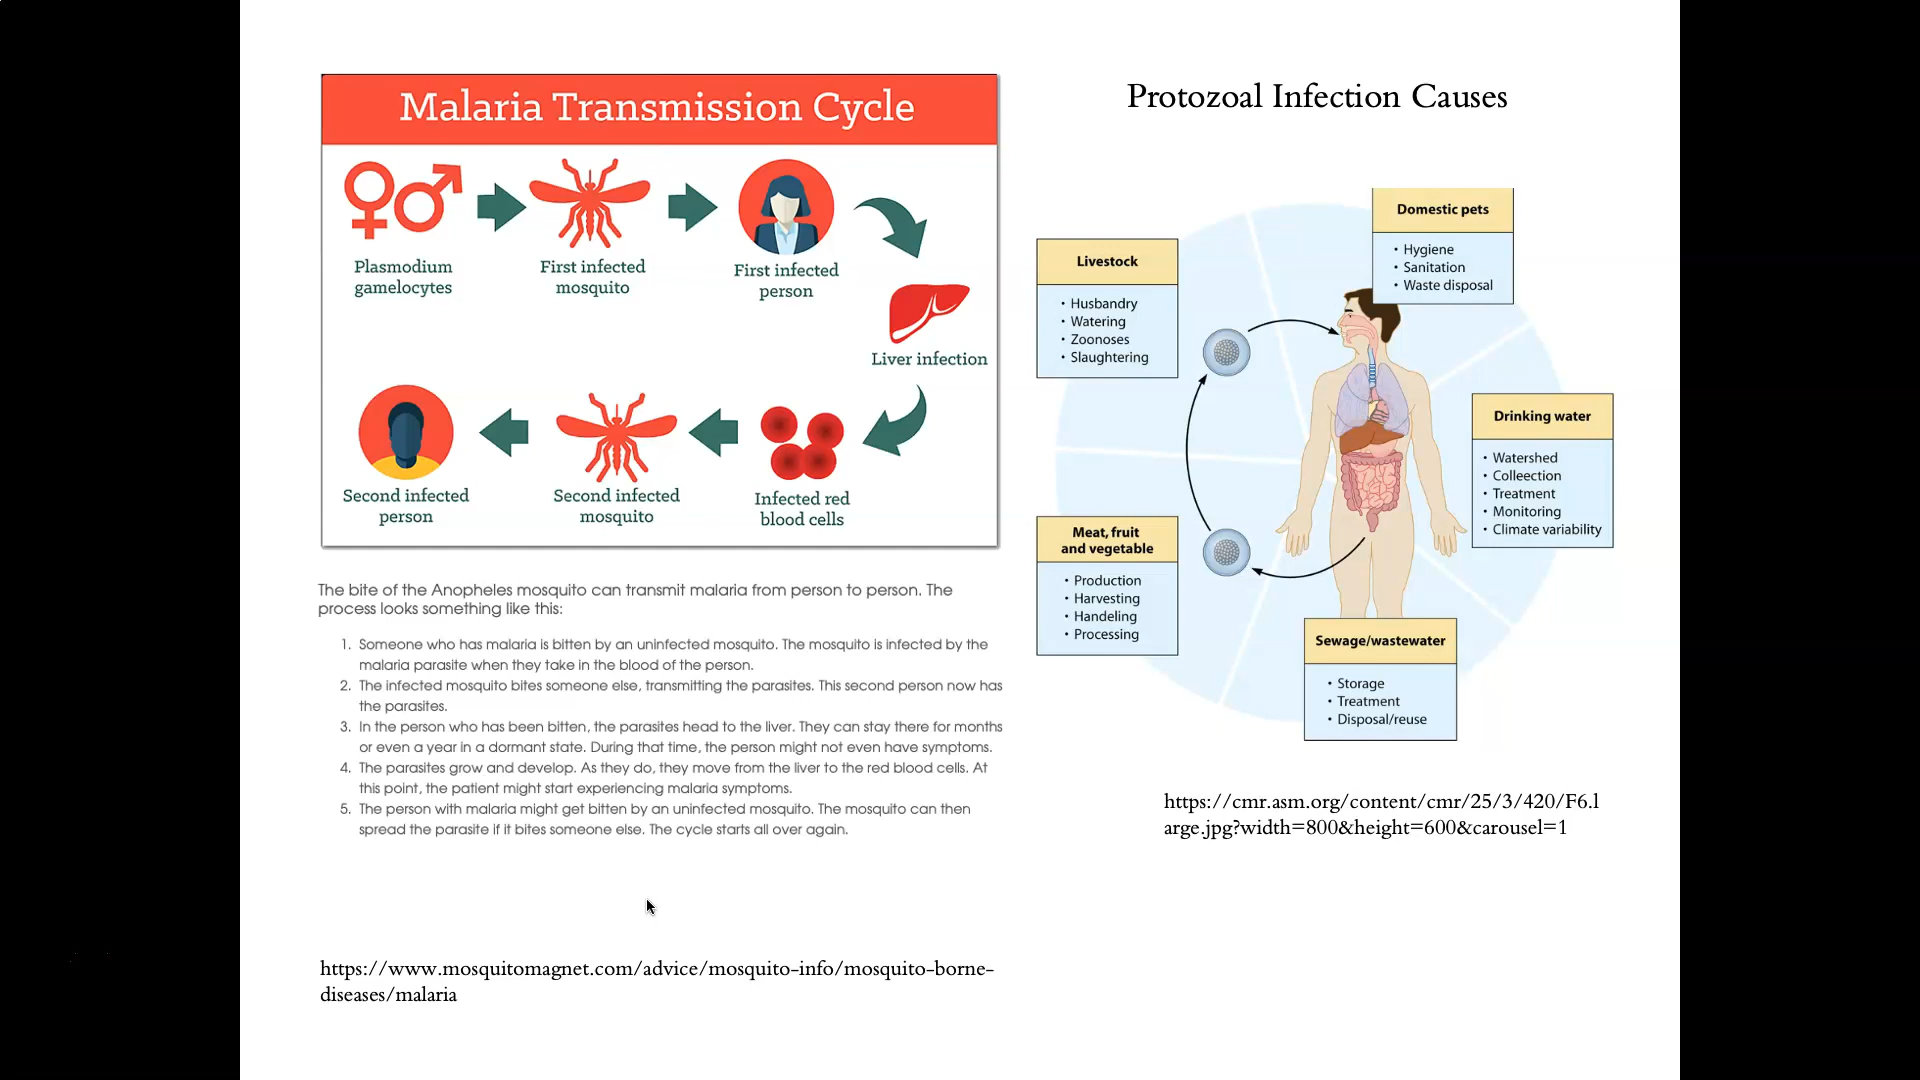 Malaria Transmission Cycle
Plasmodium
gamelocytes
First infected
mosquito
First infected
person
Liver infection
Second infected
person
Second infected
mosquito
Infected red
blood cells
The bite of the Anopheles mosquito can transmit malaria from person to person. The
process looks something like this:
1. Someone who has malaria is bitten by an uninfected mosquito. The mosquito is infected by the
malaria parasite when they take in the blood of the person.
2. The infected mosquito bites someone else, transmitting the parasites. This second person now has
the parasites.
3. In the person who has been bitten, the parasites head to the liver. They can stay there for months
or even a year in a dormant state. During that time, the person might not even have symptoms.
4. The parasites grow and develop. As they do, they move from the liver to the red blood cells. At
this point, the patient might start experiencing malaria symptoms.
5. The person with malaria might get bitten by an uninfected mosquito. The mosquito can then
spread the parasite if it bites someone else. The cycle starts all over again.
https://www.mosquitomagnet.com/advice/mosquito-info/mosquito-borne-
diseases/malaria
Protozoal Infection Causes
Domestic pets
• Hygiene
• Sanitation
• Waste disposal
Livestock
• Husbandry
• Watering
• Zoonoses
• Slaughtering
Drinking water
• Watershed
• Colleection
• Treatment
• Monitoring
• Climate variability
Meat, fruit
and vegetable
• Production
• Harvesting
• Handeling
• Processing
Sewage/wastewater
• Storage
• Treatment
• Disposal/reuse
https://cmr.asm.org/content/cmr/25/3/420/F6.l
arge.jpg?width=800&height=600&carousel=1